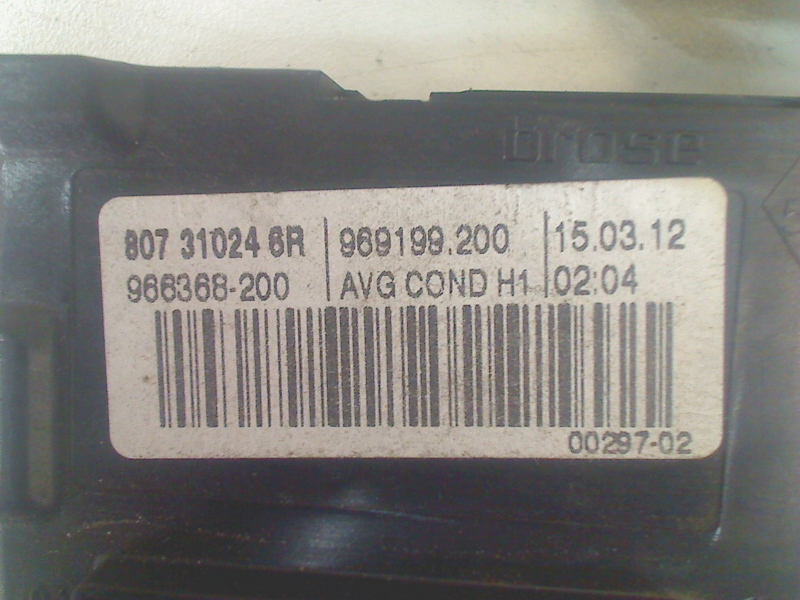 brose
807 31024 6R 969199.200 15.03.12
966368-200 AVG COND H1 02:04
00297-02